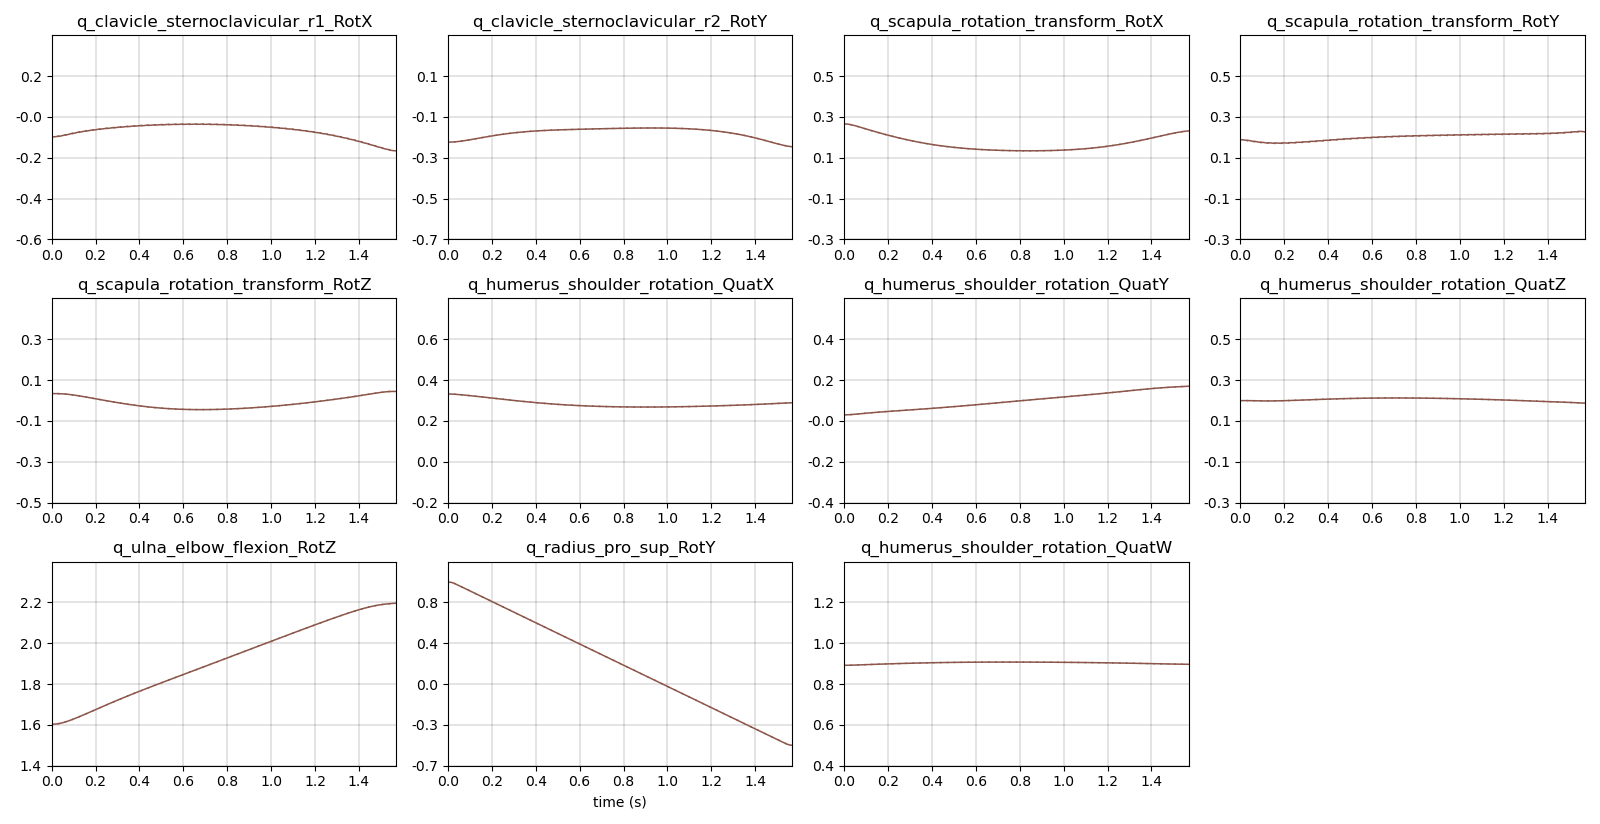 q_clavicle_sternoclavicular_r1_RotX
0.2
-0.0
-0.2
-0.4
-0.6
0.0 0.2 0.4 0.6 0.8 1.0 1.2 1.4
q_clavicle_sternoclavicular_r2_RotY
0.1
-0.1
-0.3
-0.5
-0.7
0.0 0.2 0.4 0.6 0.8 1.0 1.2 1.4
q_scapula_rotation_transform_RotX
0.5
0.3
0.1
-0.1
-0.3
0.0 0.2 0.4 0.6 0.8 1.0 1.2 1.4
q_scapula_rotation_transform_RotY
0.5
0.3
0.1
-0.1
-0.3
0.0 0.2 0.4 0.6 0.8 1.0 1.2 1.4
q_scapula_rotation_transform_RotZ
0.3
0.1
-0.1
-0.3
-0.5
0.0 0.2 0.4 0.6 0.8 1.0 1.2 1.4
q_humerus_shoulder_rotation_QuatX
0.6
0.4
0.2
0.0
-0.2
0.0 0.2 0.4 0.6 0.8 1.0 1.2 1.4
q_humerus_shoulder_rotation_QuatY
0.4
0.2
-0.0
-0.2
-0.4
0.0 0.2 0.4 0.6 0.8 1.0 1.2 1.4
q_humerus_shoulder_rotation_QuatZ
0.5
0.3
0.1
-0.1
-0.3
0.0 0.2 0.4 0.6 0.8 1.0 1.2 1.4
q_ulna_elbow_flexion_RotZ
2.2
2.0
1.8
1.6
1.4
0.0 0.2 0.4 0.6 0.8 1.0 1.2 1.4
q_radius_pro_sup_RotY
0.8
0.4
0.0
-0.3
-0.7
0.0 0.2 0.4 0.6 0.8 1.0 1.2 1.4
time (s)
q_humerus_shoulder_rotation_QuatW
1.2
1.0
0.8
0.6
0.4
0.0 0.2 0.4 0.6 0.8 1.0 1.2 1.4